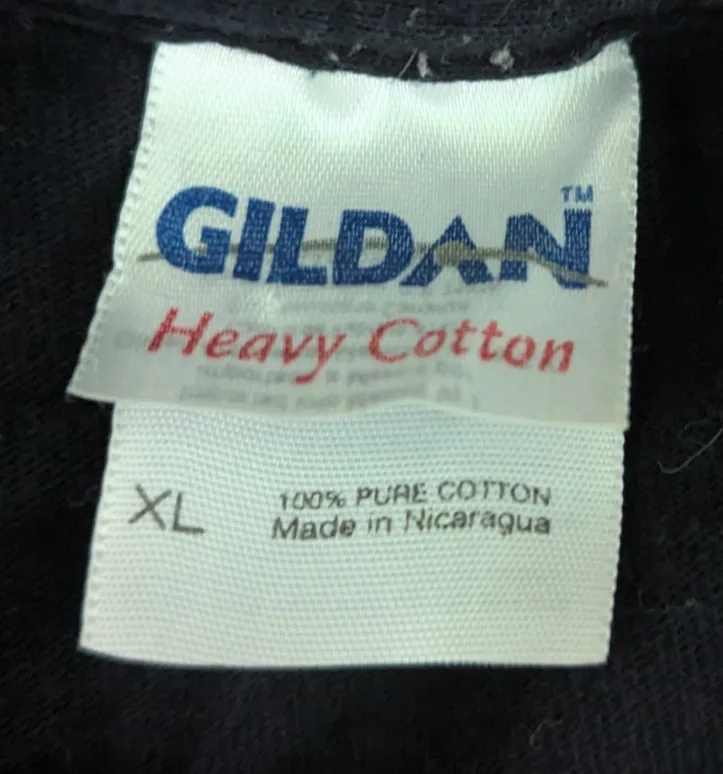 GILDAN™
Heavy Cotton
XL
100% PURE COTTON
Made in Nicaragua